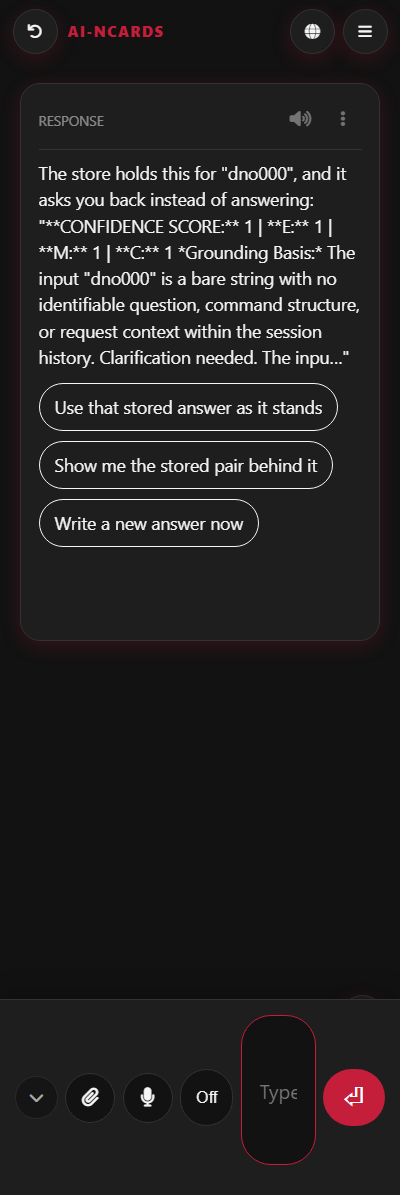 AI-NCARDS
RESPONSE
The store holds this for "dno000", and it
asks you back instead of answering:
"**CONFIDENCE SCORE:** 1 | **E:** 1 |
**M:** 1 | **C:** 1 *Grounding Basis:* The
input "dno000" is a bare string with no
identifiable question, command structure,
or request context within the session
history. Clarification needed. The inpu..."
Use that stored answer as it stands
Show me the stored pair behind it
Write a new answer now
Off
Type